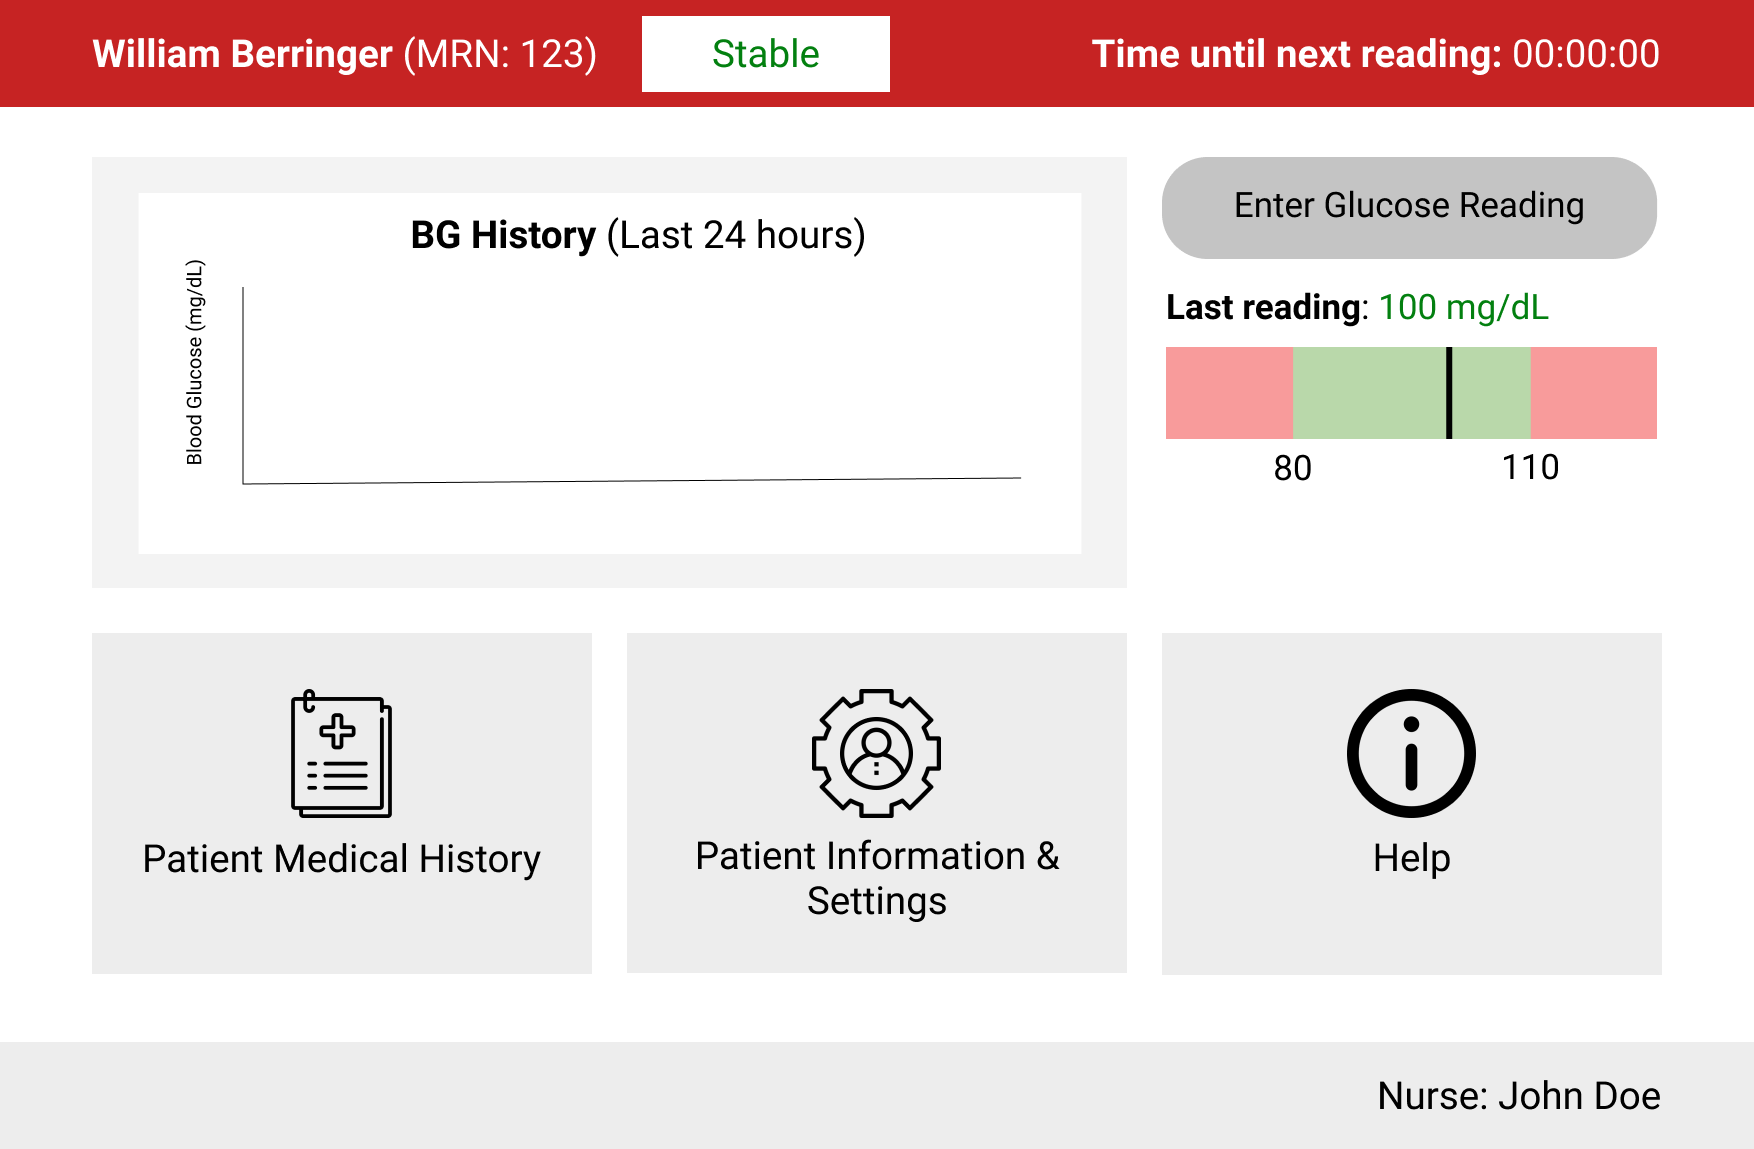 William Berringer (MRN: 123)
Stable
Time until next reading: 00:00:00
BG History (Last 24 hours)
Blood Glucose (mg/dL)
Enter Glucose Reading
Last reading: 100 mg/dL
80
110
Patient Medical History
Patient Information &
Settings
Help
Nurse: John Doe